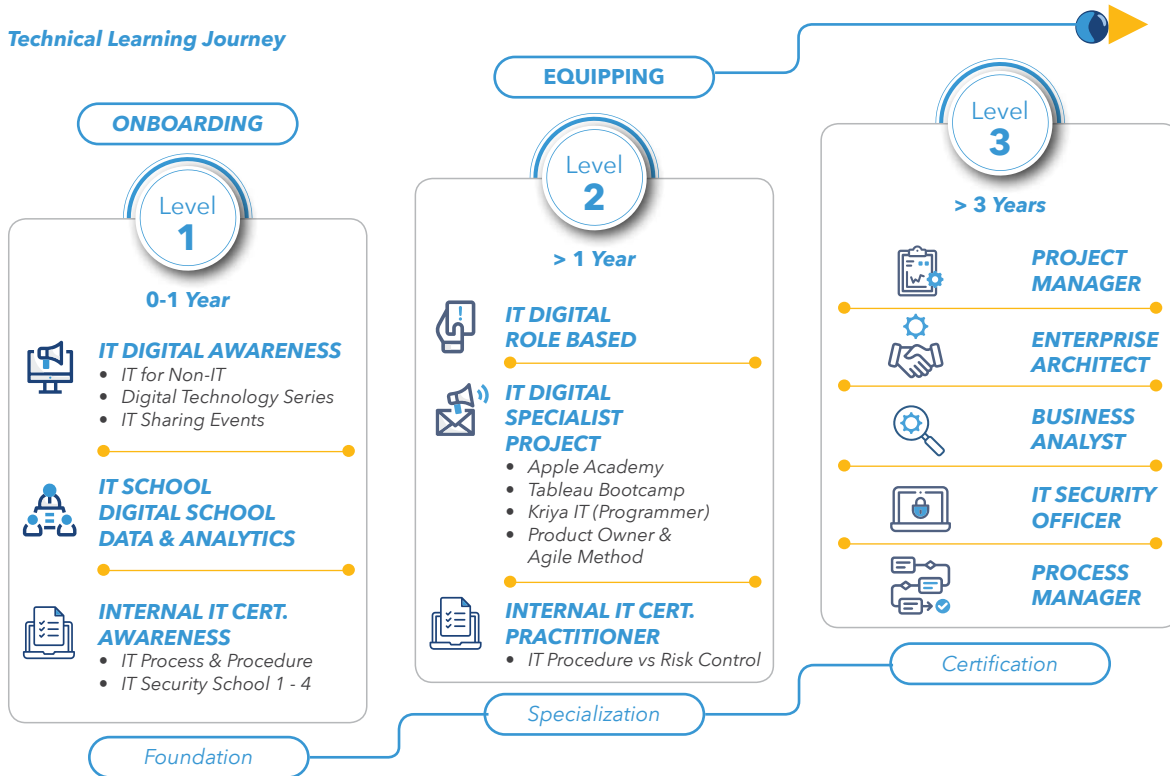 Technical Learning Journey
ONBOARDING
Level
1
0-1 Year
IT DIGITAL AWARENESS
• IT for Non-IT
• Digital Technology Series
• IT Sharing Events
IT SCHOOL
DIGITAL SCHOOL
DATA & ANALYTICS
INTERNAL IT CERT.
AWARENESS
• IT Process & Procedure
• IT Security School 1 - 4
Foundation
EQUIPPING
Level
2
> 1 Year
IT DIGITAL
ROLE BASED
IT DIGITAL
SPECIALIST
PROJECT
• Apple Academy
• Tableau Bootcamp
• Kriya IT (Programmer)
• Product Owner &
Agile Method
INTERNAL IT CERT.
PRACTITIONER
• IT Procedure vs Risk Control
Specialization
Level
3
> 3 Years
PROJECT
MANAGER
ENTERPRISE
ARCHITECT
BUSINESS
ANALYST
IT SECURITY
OFFICER
PROCESS
MANAGER
Certification